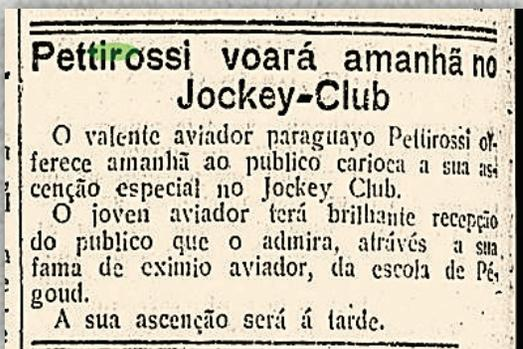 Pettirossi voará amanhã no
Jockey-Club
O valente aviador paraguayo Pettirossi of-
ferece amanhã ao publico carioca a sua as-
cenção especial no Jockey Club.
O joven aviador terá brilhante recepção
do publico que o admira, atrávés a sua
fama de eximio aviador, da escola de Pé-
goud.
A sua ascenção será á tarde.